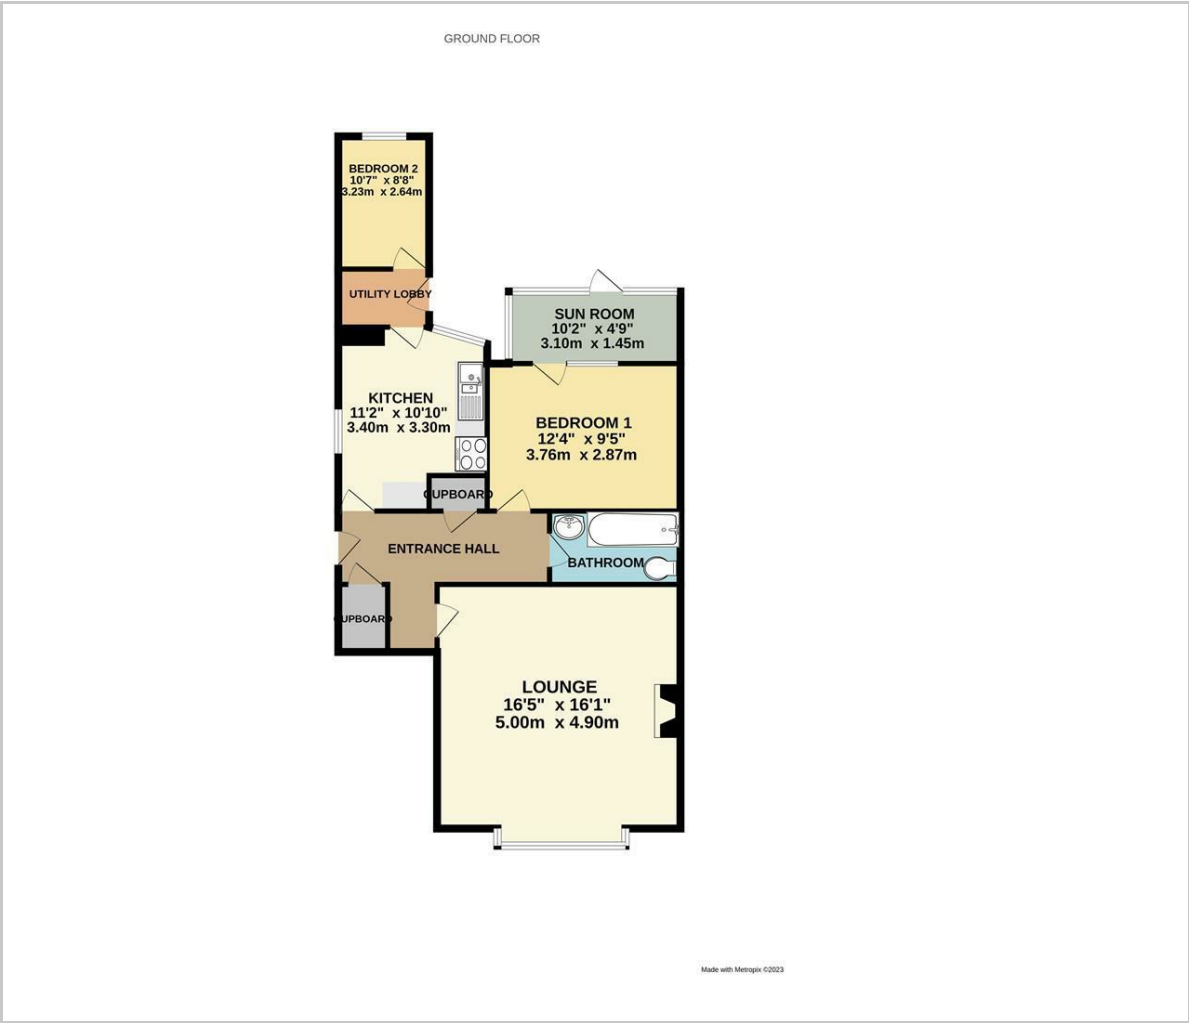 GROUND FLOOR
BEDROOM 2
10'7" x 8'8"
3.23m x 2.64m
UTILITY LOBBY
SUN ROOM
10'2" x 4'9"
3.10m x 1.45m
KITCHEN
11'2" x 10'10"
3.40m x 3.30m
BEDROOM 1
12'4" x 9'5"
3.76m x 2.87m
CUPBOARD
ENTRANCE HALL
BATHROOM
CUPBOARD
LOUNGE
16'5" x 16'1"
5.00m x 4.90m
Made with Metropix ©2023